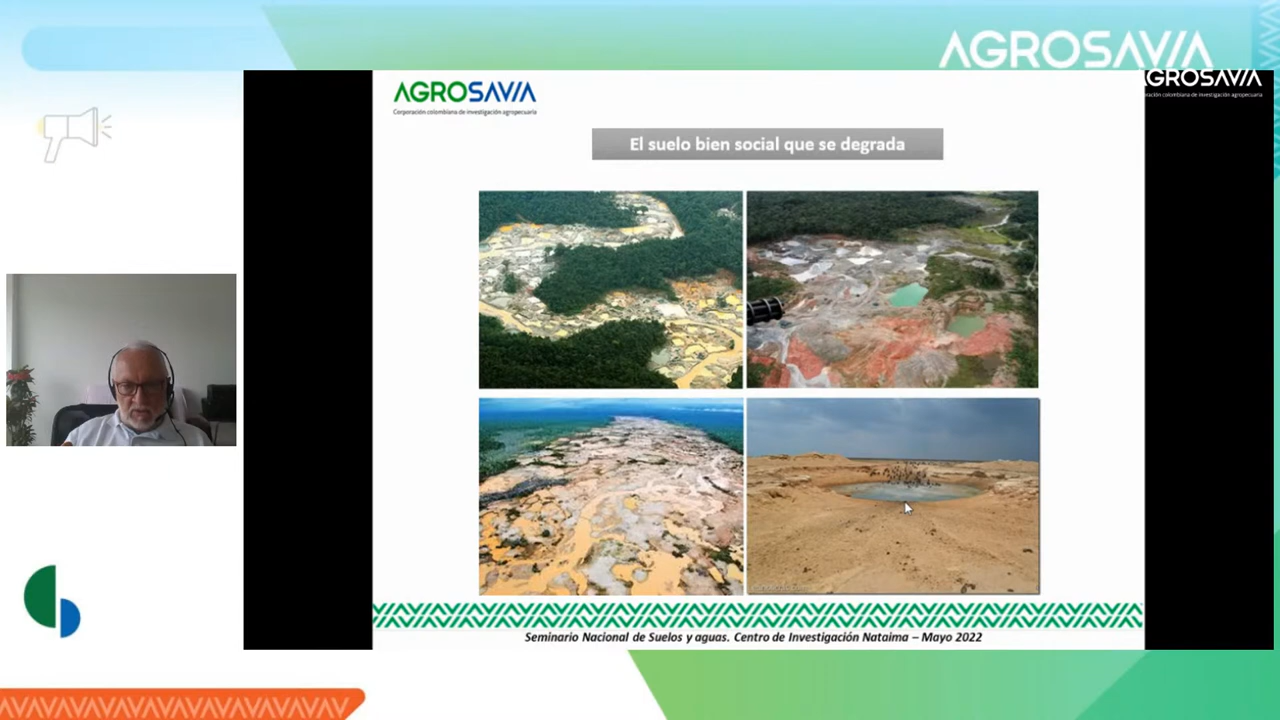 AGROSAVIA
AGROSAVIA
Corporación colombiana de investigación agropecuaria
AGROSAVIA
ación colombiana de investigación agropecuaria
El suelo bien social que se degrada
Seminario Nacional de Suelos y aguas. Centro de Investigación Nataima – Mayo 2022